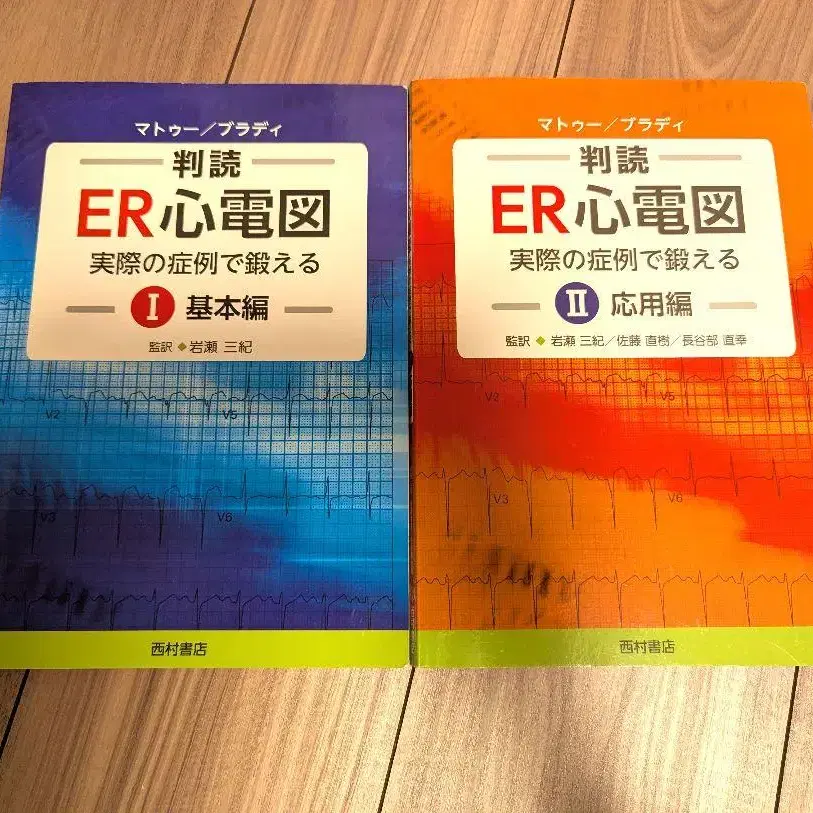 マトゥー/ブラディ
判読
ER心電図
実際の症例で鍛える
I 基本編
監訳◆岩瀬 三紀
V2
V5
V3
V6
西村書店
マトゥー/ブラディ
判読
ER心電図
実際の症例で鍛える
II 応用編
監訳◆岩瀬 三紀/佐藤 直樹/長谷部 直幸
V2
V5
V3
V6
西村書店